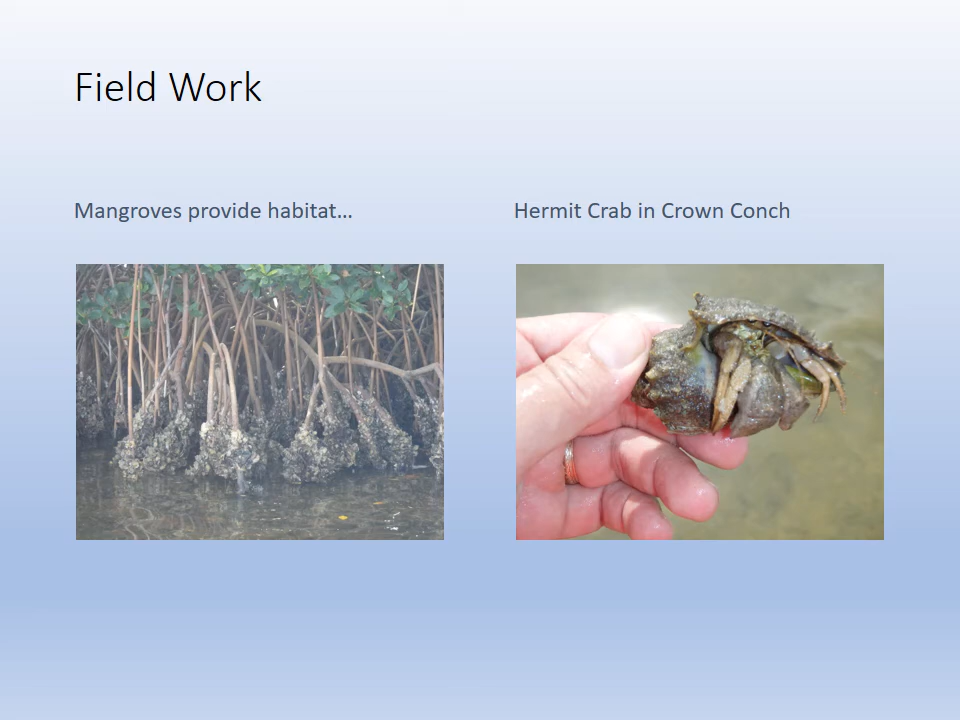 Field Work
Mangroves provide habitat…
Hermit Crab in Crown Conch